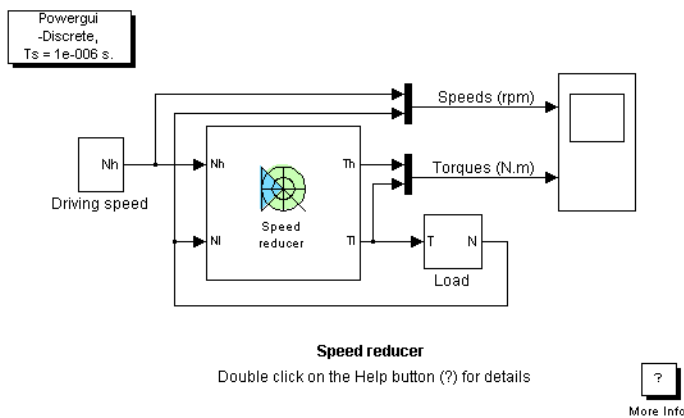 Powergui
-Discrete,
Ts = 1e-006 s.
Speeds (rpm)
Nh
Driving speed
Nh
Th
Torques (N.m)
Speed
reducer
Nl
Tl
T
N
Load
Speed reducer
Double click on the Help button (?) for details
?
More Info